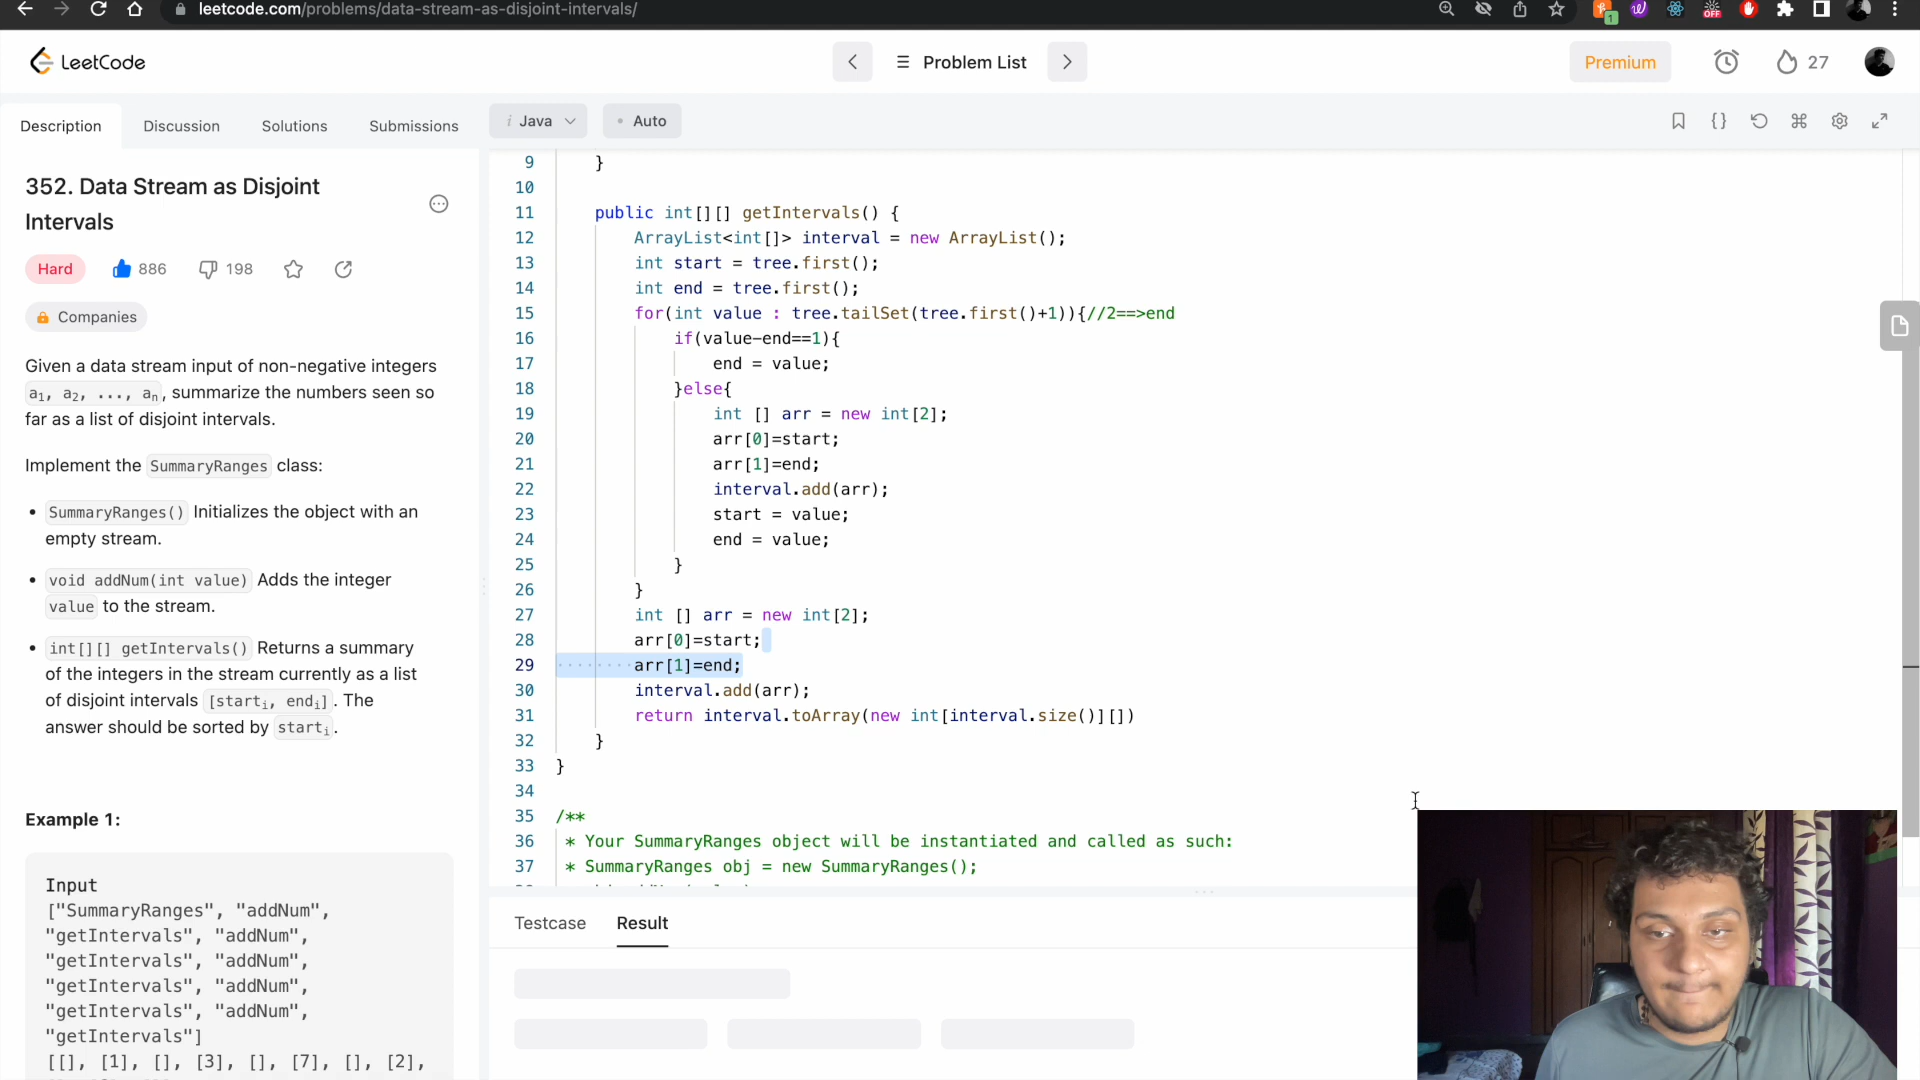 leetcode.com/problems/data-stream-as-disjoint-intervals/
1
OFF
LeetCode
Problem List
Premium
27
Description
Discussion
Solutions
Submissions
i Java
Auto
{}
352. Data Stream as Disjoint
Intervals
Hard
886
198
Companies
Given a data stream input of non-negative integers
a1, a2, ..., an, summarize the numbers seen so
far as a list of disjoint intervals.
Implement the SummaryRanges class:
• SummaryRanges() Initializes the object with an
empty stream.
• void addNum(int value) Adds the integer
value to the stream.
• int[][] getIntervals() Returns a summary
of the integers in the stream currently as a list
of disjoint intervals [starti, endi]. The
answer should be sorted by starti.
Example 1:
Input
["SummaryRanges", "addNum",
"getIntervals", "addNum",
"getIntervals", "addNum",
"getIntervals", "addNum",
"getIntervals", "addNum",
"getIntervals"]
[[], [1], [], [3], [], [7], [], [2],
9 }
10
11 public int[][] getIntervals() {
12 ArrayList<int[]> interval = new ArrayList();
13 int start = tree.first();
14 int end = tree.first();
15 for(int value : tree.tailSet(tree.first()+1)){//2==>end
16 if(value-end==1){
17 end = value;
18 }else{
19 int [] arr = new int[2];
20 arr[0]=start;
21 arr[1]=end;
22 interval.add(arr);
23 start = value;
24 end = value;
25 }
26 }
27 int [] arr = new int[2];
28 arr[0]=start;
29 arr[1]=end;
30 interval.add(arr);
31 return interval.toArray(new int[interval.size()][])
32 }
33 }
34
35 /**
36 * Your SummaryRanges object will be instantiated and called as such:
37 * SummaryRanges obj = new SummaryRanges();
Testcase
Result